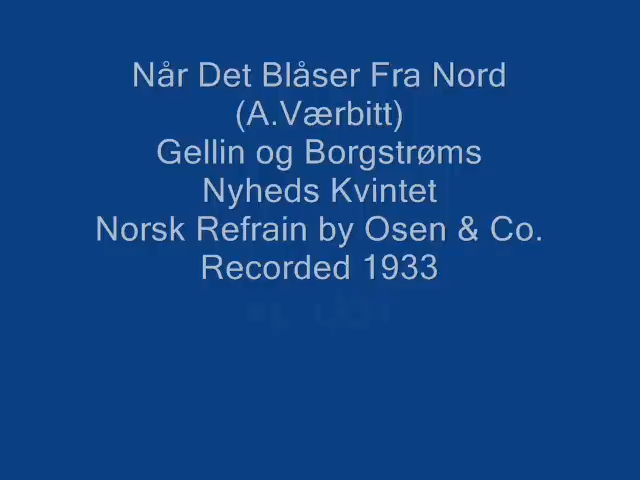 Når Det Blåser Fra Nord
(A.Værbitt)
Gellin og Borgstrøms
Nyheds Kvintet
Norsk Refrain by Osen & Co.
Recorded 1933